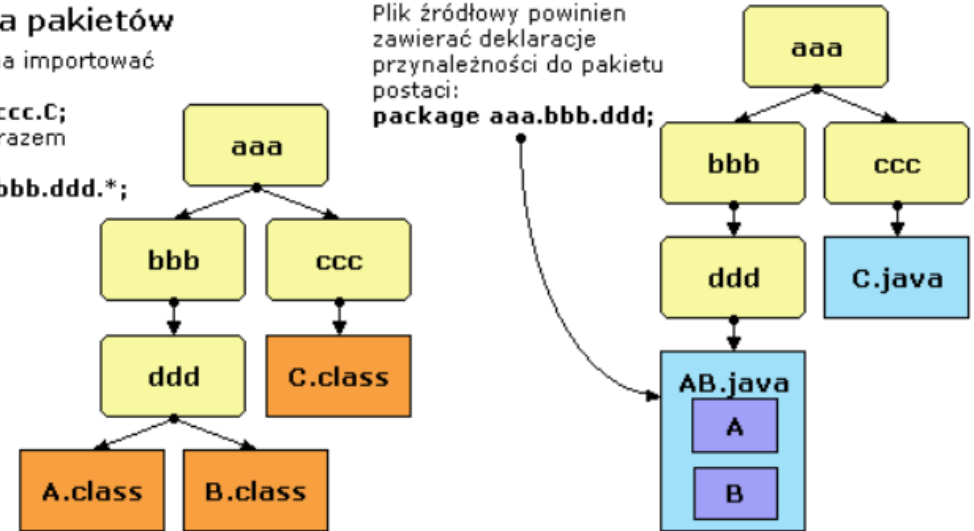 a pakietów
na importować
ccc.C;
razem
bbb.ddd.*;
aaa
bbb
ccc
ddd
C.class
A.class
B.class
Plik źródłowy powinien
zawierać deklaracje
przynależności do pakietu
postaci:
package aaa.bbb.ddd;
aaa
bbb
ccc
ddd
C.java
AB.java
A
B